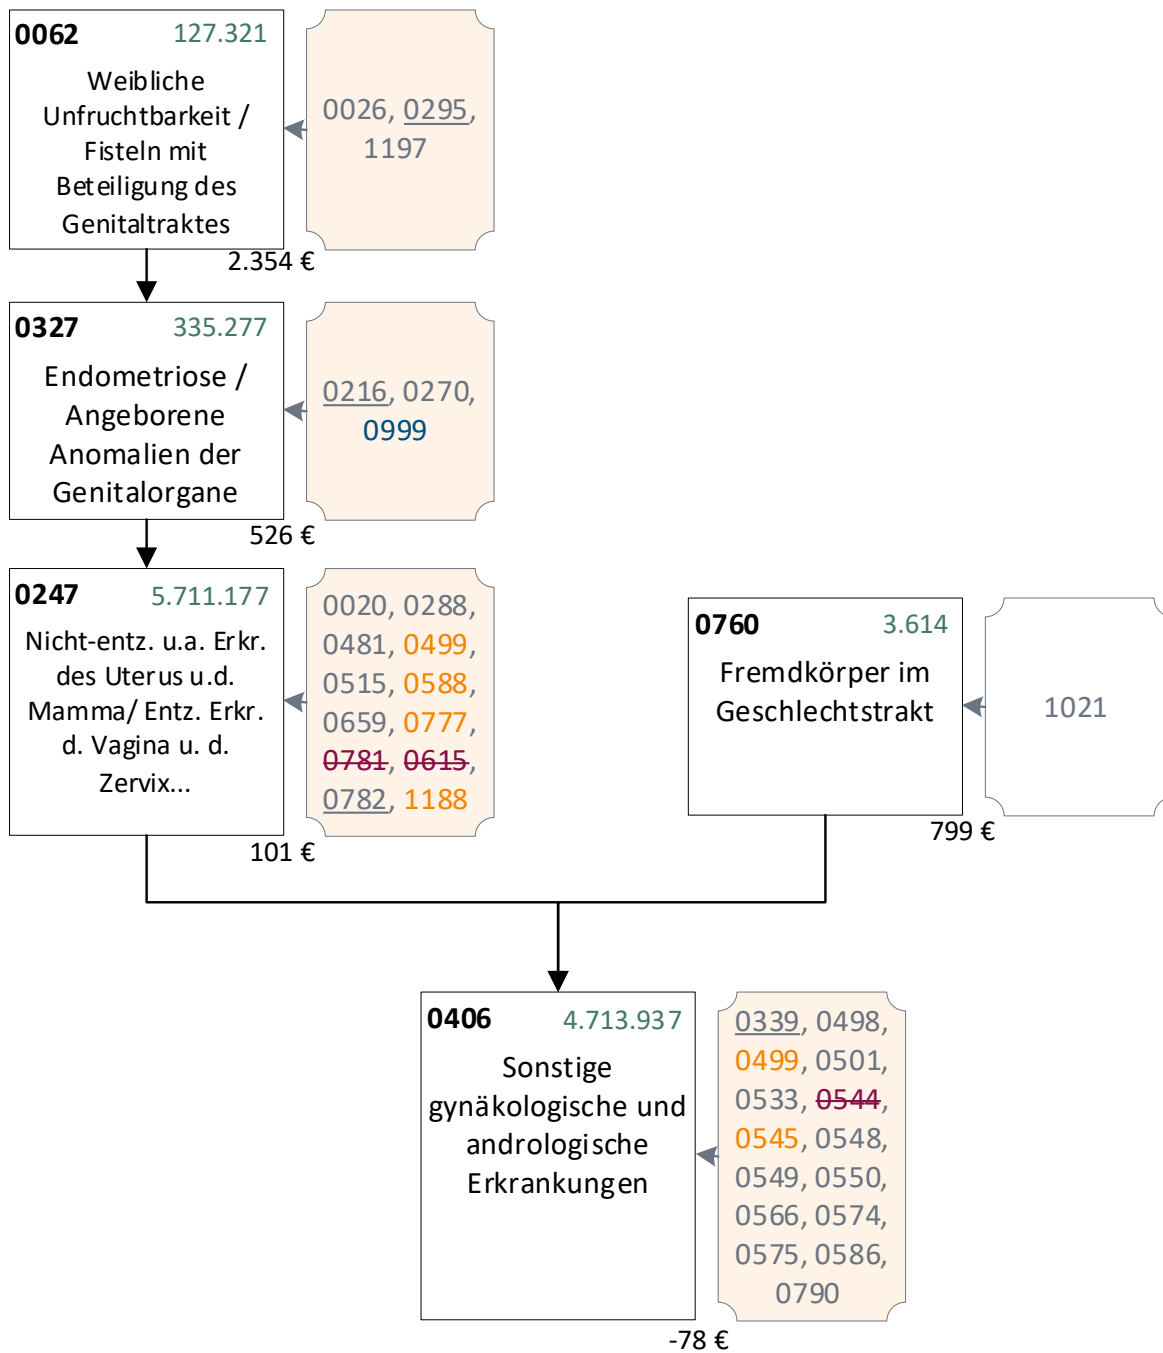 0062 127.321
Weibliche
Unfruchtbarkeit /
Fisteln mit
Beteiligung des
Genitaltraktes
0026, 0295,
1197
2.354 €
0327 335.277
Endometriose /
Angeborene
Anomalien der
Genitalorgane
0216, 0270,
0999
526 €
0247 5.711.177
Nicht-entz. u.a. Erkr.
des Uterus u.d.
Mamma/ Entz. Erkr.
d. Vagina u. d.
Zervix...
0020, 0288,
0481, 0499,
0515, 0588,
0659, 0777,
0781, 0615,
0782, 1188
101 €
0760 3.614
Fremdkörper im
Geschlechtstrakt
1021
799 €
0406 4.713.937
Sonstige
gynäkologische und
andrologische
Erkrankungen
0339, 0498,
0499, 0501,
0533, 0544,
0545, 0548,
0549, 0550,
0566, 0574,
0575, 0586,
0790
-78 €